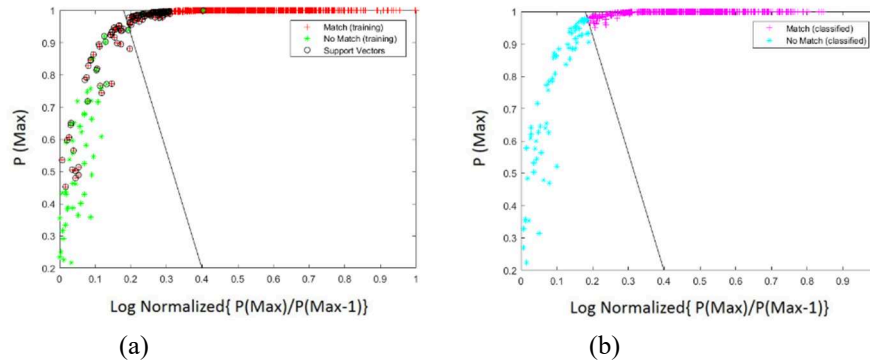 1
0.9
0.8
0.7
0.6
0.5
0.4
0.3
0.2
P (Max)
Match (training)
No Match (training)
Support Vectors
0 0.1 0.2 0.3 0.4 0.5 0.6 0.7 0.8 0.9 1
Log Normalized{ P(Max)/P(Max-1)}
(a)
1
0.9
0.8
0.7
0.6
0.5
0.4
0.3
0.2
P (Max)
Match (classified)
No Match (classified)
0 0.1 0.2 0.3 0.4 0.5 0.6 0.7 0.8 0.9
Log Normalized{ P(Max)/P(Max-1)}
(b)